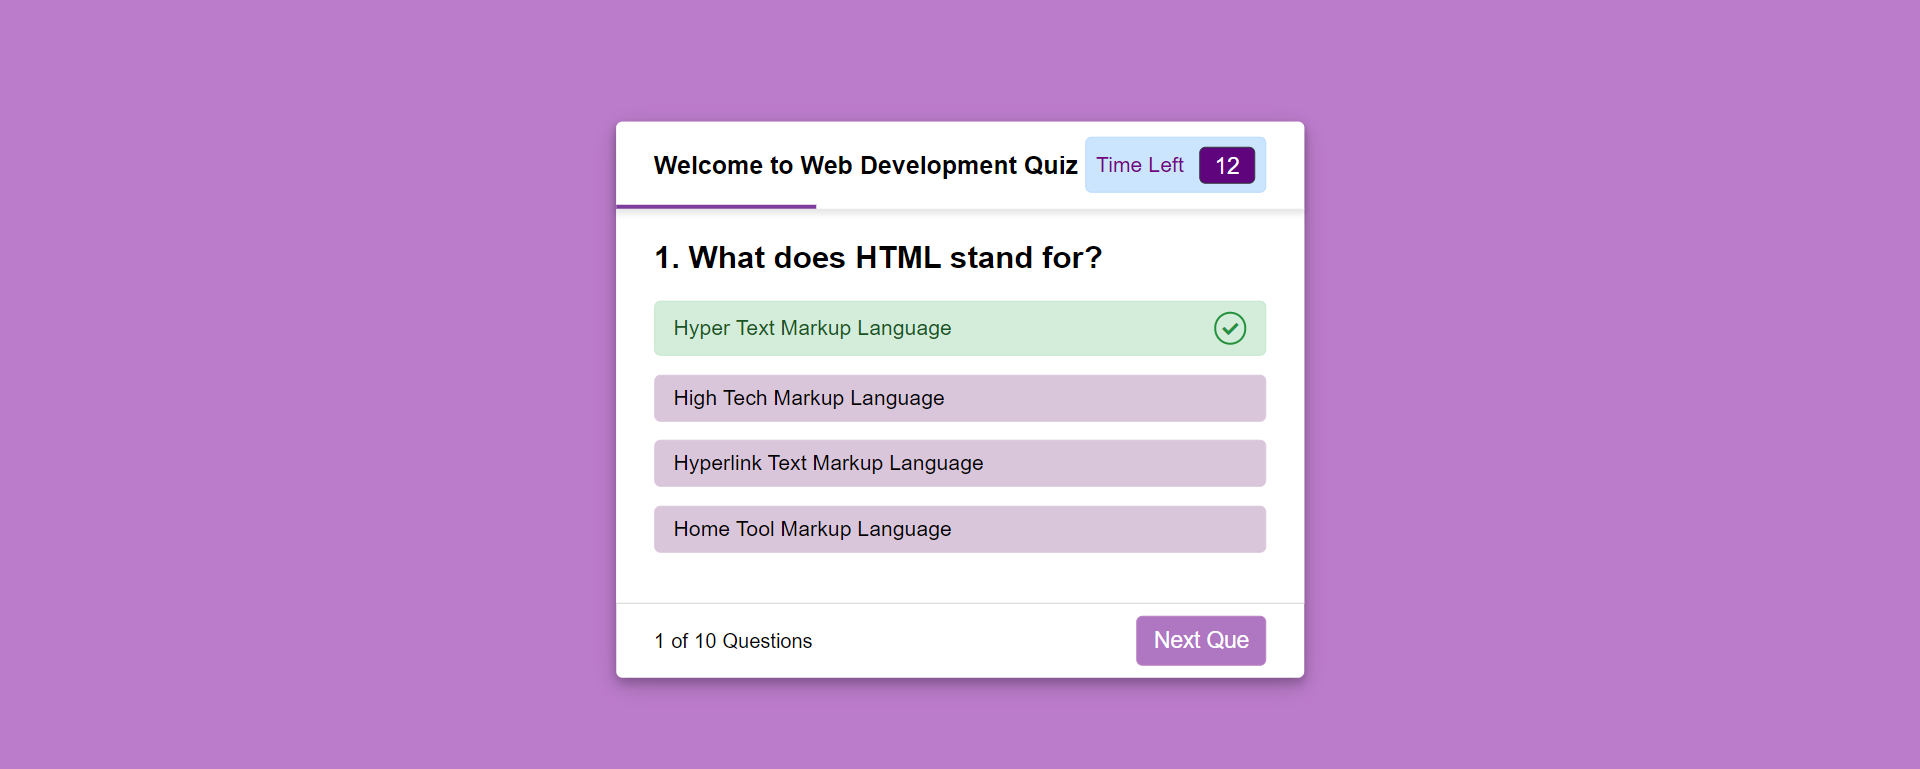 Welcome to Web Development Quiz
Time Left 12
1. What does HTML stand for?
Hyper Text Markup Language
High Tech Markup Language
Hyperlink Text Markup Language
Home Tool Markup Language
1 of 10 Questions
Next Que